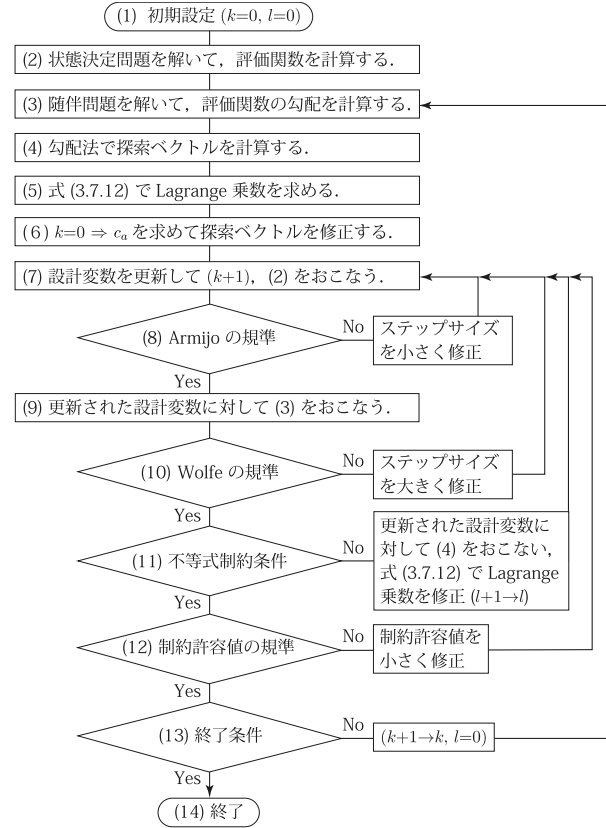 (1) 初期設定 (k=0, l=0)
(2) 状態決定問題を解いて，評価関数を計算する．
(3) 随伴問題を解いて，評価関数の勾配を計算する．
(4) 勾配法で探索ベクトルを計算する．
(5) 式 (3.7.12) で Lagrange 乗数を求める．
(6) k=0 ⇒ cₐ を求めて探索ベクトルを修正する．
(7) 設計変数を更新して (k+1)，(2) をおこなう．
(8) Armijo の規準
No
ステップサイズ
を小さく修正
Yes
(9) 更新された設計変数に対して (3) をおこなう．
(10) Wolfe の規準
No
ステップサイズ
を大きく修正
Yes
(11) 不等式制約条件
No
更新された設計変数に
対して (4) をおこない，
式 (3.7.12) で Lagrange
乗数を修正 (l+1→l)
Yes
(12) 制約許容値の規準
No
制約許容値を
小さく修正
Yes
(13) 終了条件
No
(k+1→k, l=0)
Yes
(14) 終了